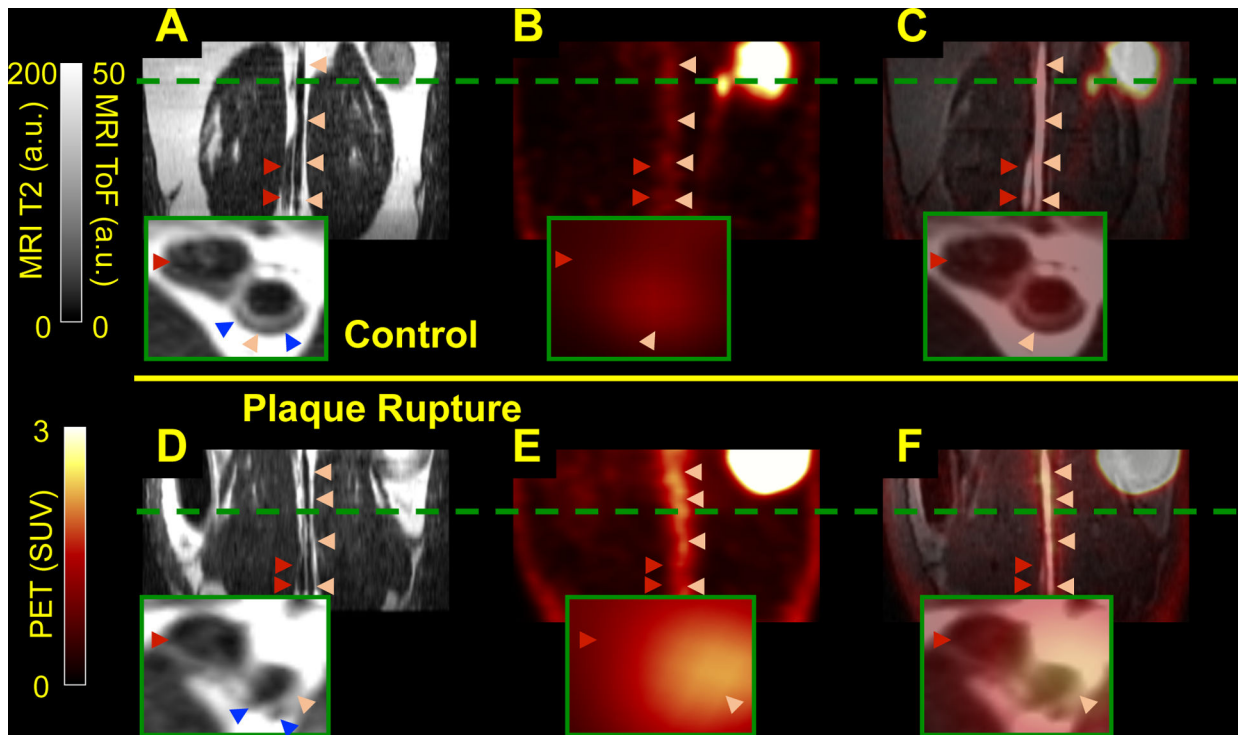 A
B
C
200
50
MRI T2 (a.u.)
MRI ToF (a.u.)
0
0
Control
Plaque Rupture
D
E
F
3
PET (SUV)
0